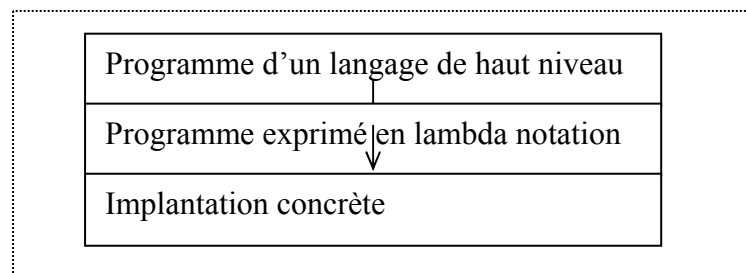 Programme d’un langage de haut niveau
Programme exprimé en lambda notation
Implantation concrète